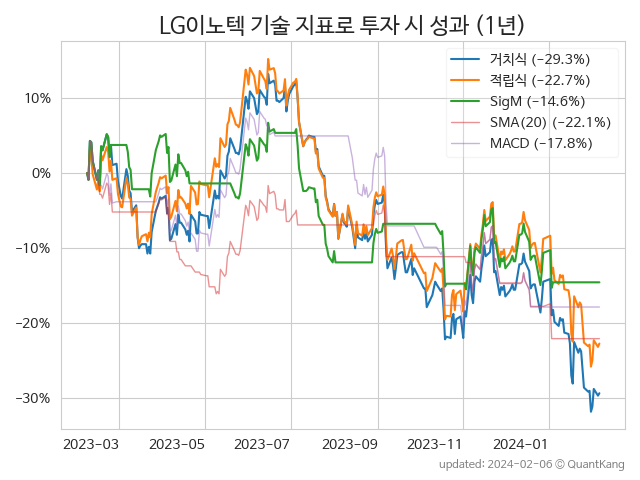 LG이노텍 기술 지표로 투자 시 성과 (1년)
거치식 (−29.3%)
적립식 (−22.7%)
SigM (−14.6%)
SMA(20) (−22.1%)
MACD (−17.8%)
10%
0%
−10%
−20%
−30%
2023-03 2023-05 2023-07 2023-09 2023-11 2024-01
updated: 2024-02-06 © QuantKang